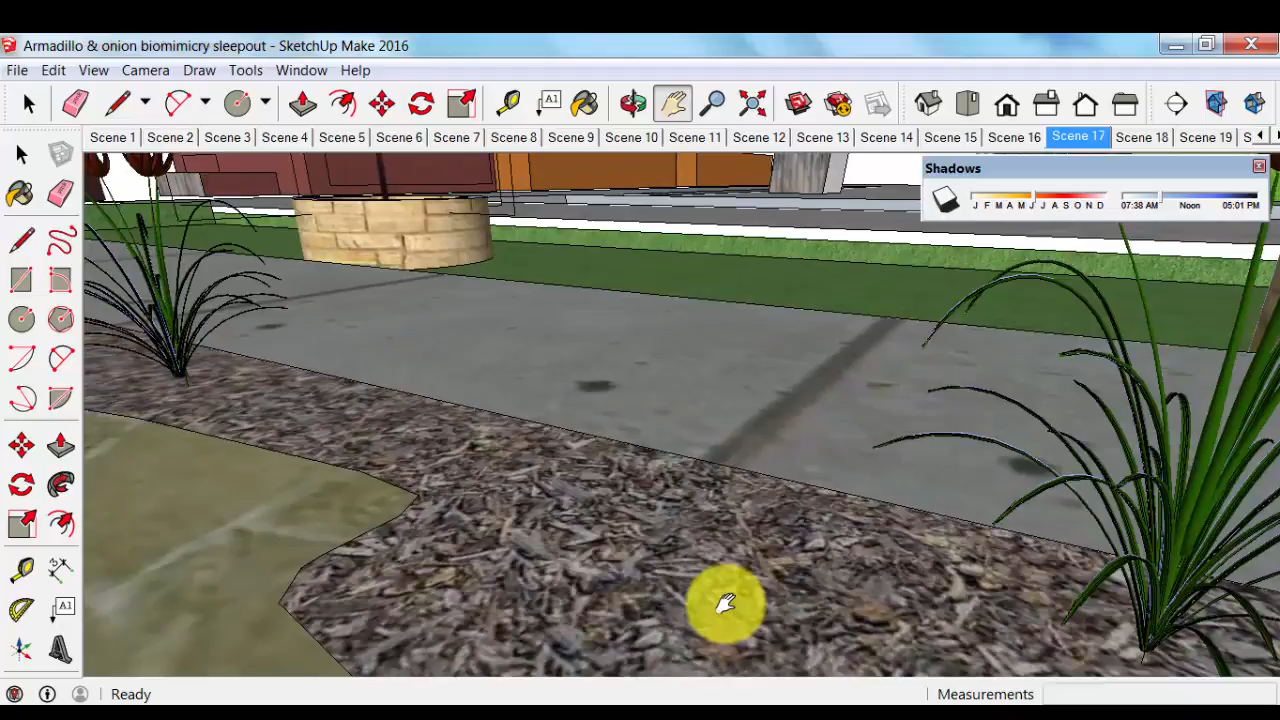 Armadillo & onion biomimicry sleepout - SketchUp Make 2016
File Edit View Camera Draw Tools Window Help
A1
Scene 1 Scene 2 Scene 3 Scene 4 Scene 5 Scene 6 Scene 7 Scene 8 Scene 9 Scene 10 Scene 11 Scene 12 Scene 13 Scene 14 Scene 15 Scene 16 Scene 17 Scene 18 Scene 19 S
Shadows
J F M A M J J A S O N D 07:38 AM Noon 05:01 PM
A1
Ready Measurements